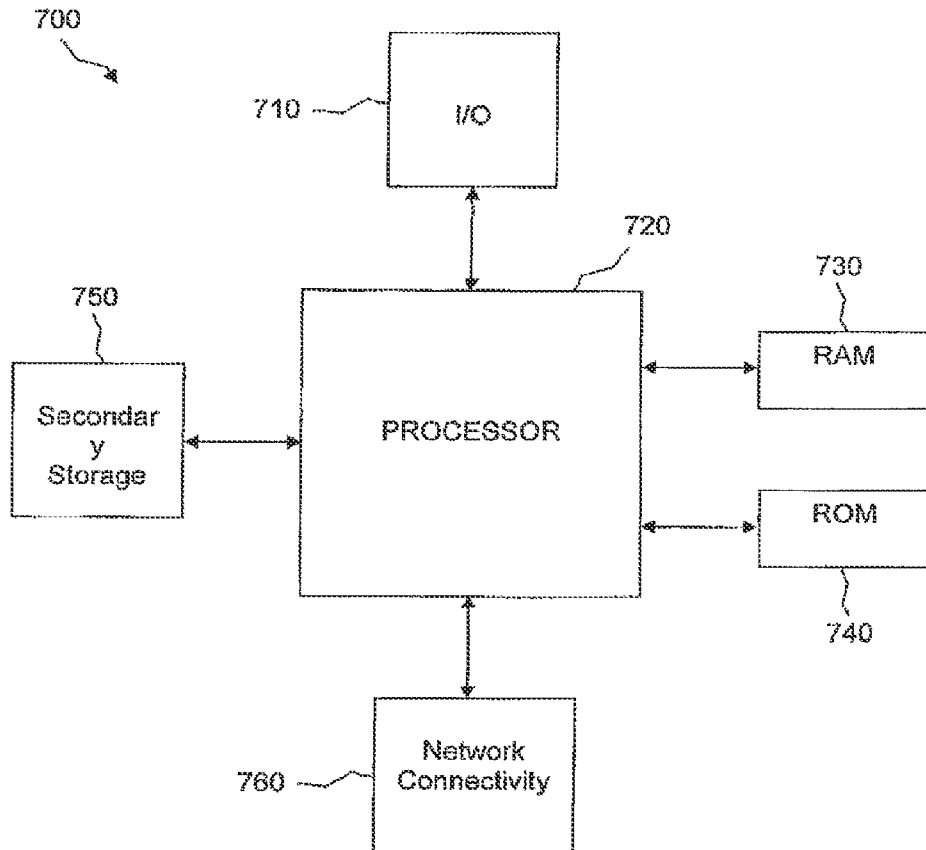 700
710
I/O
720
730
750
RAM
Secondar
y
Storage
PROCESSOR
ROM
740
Network
Connectivity
760